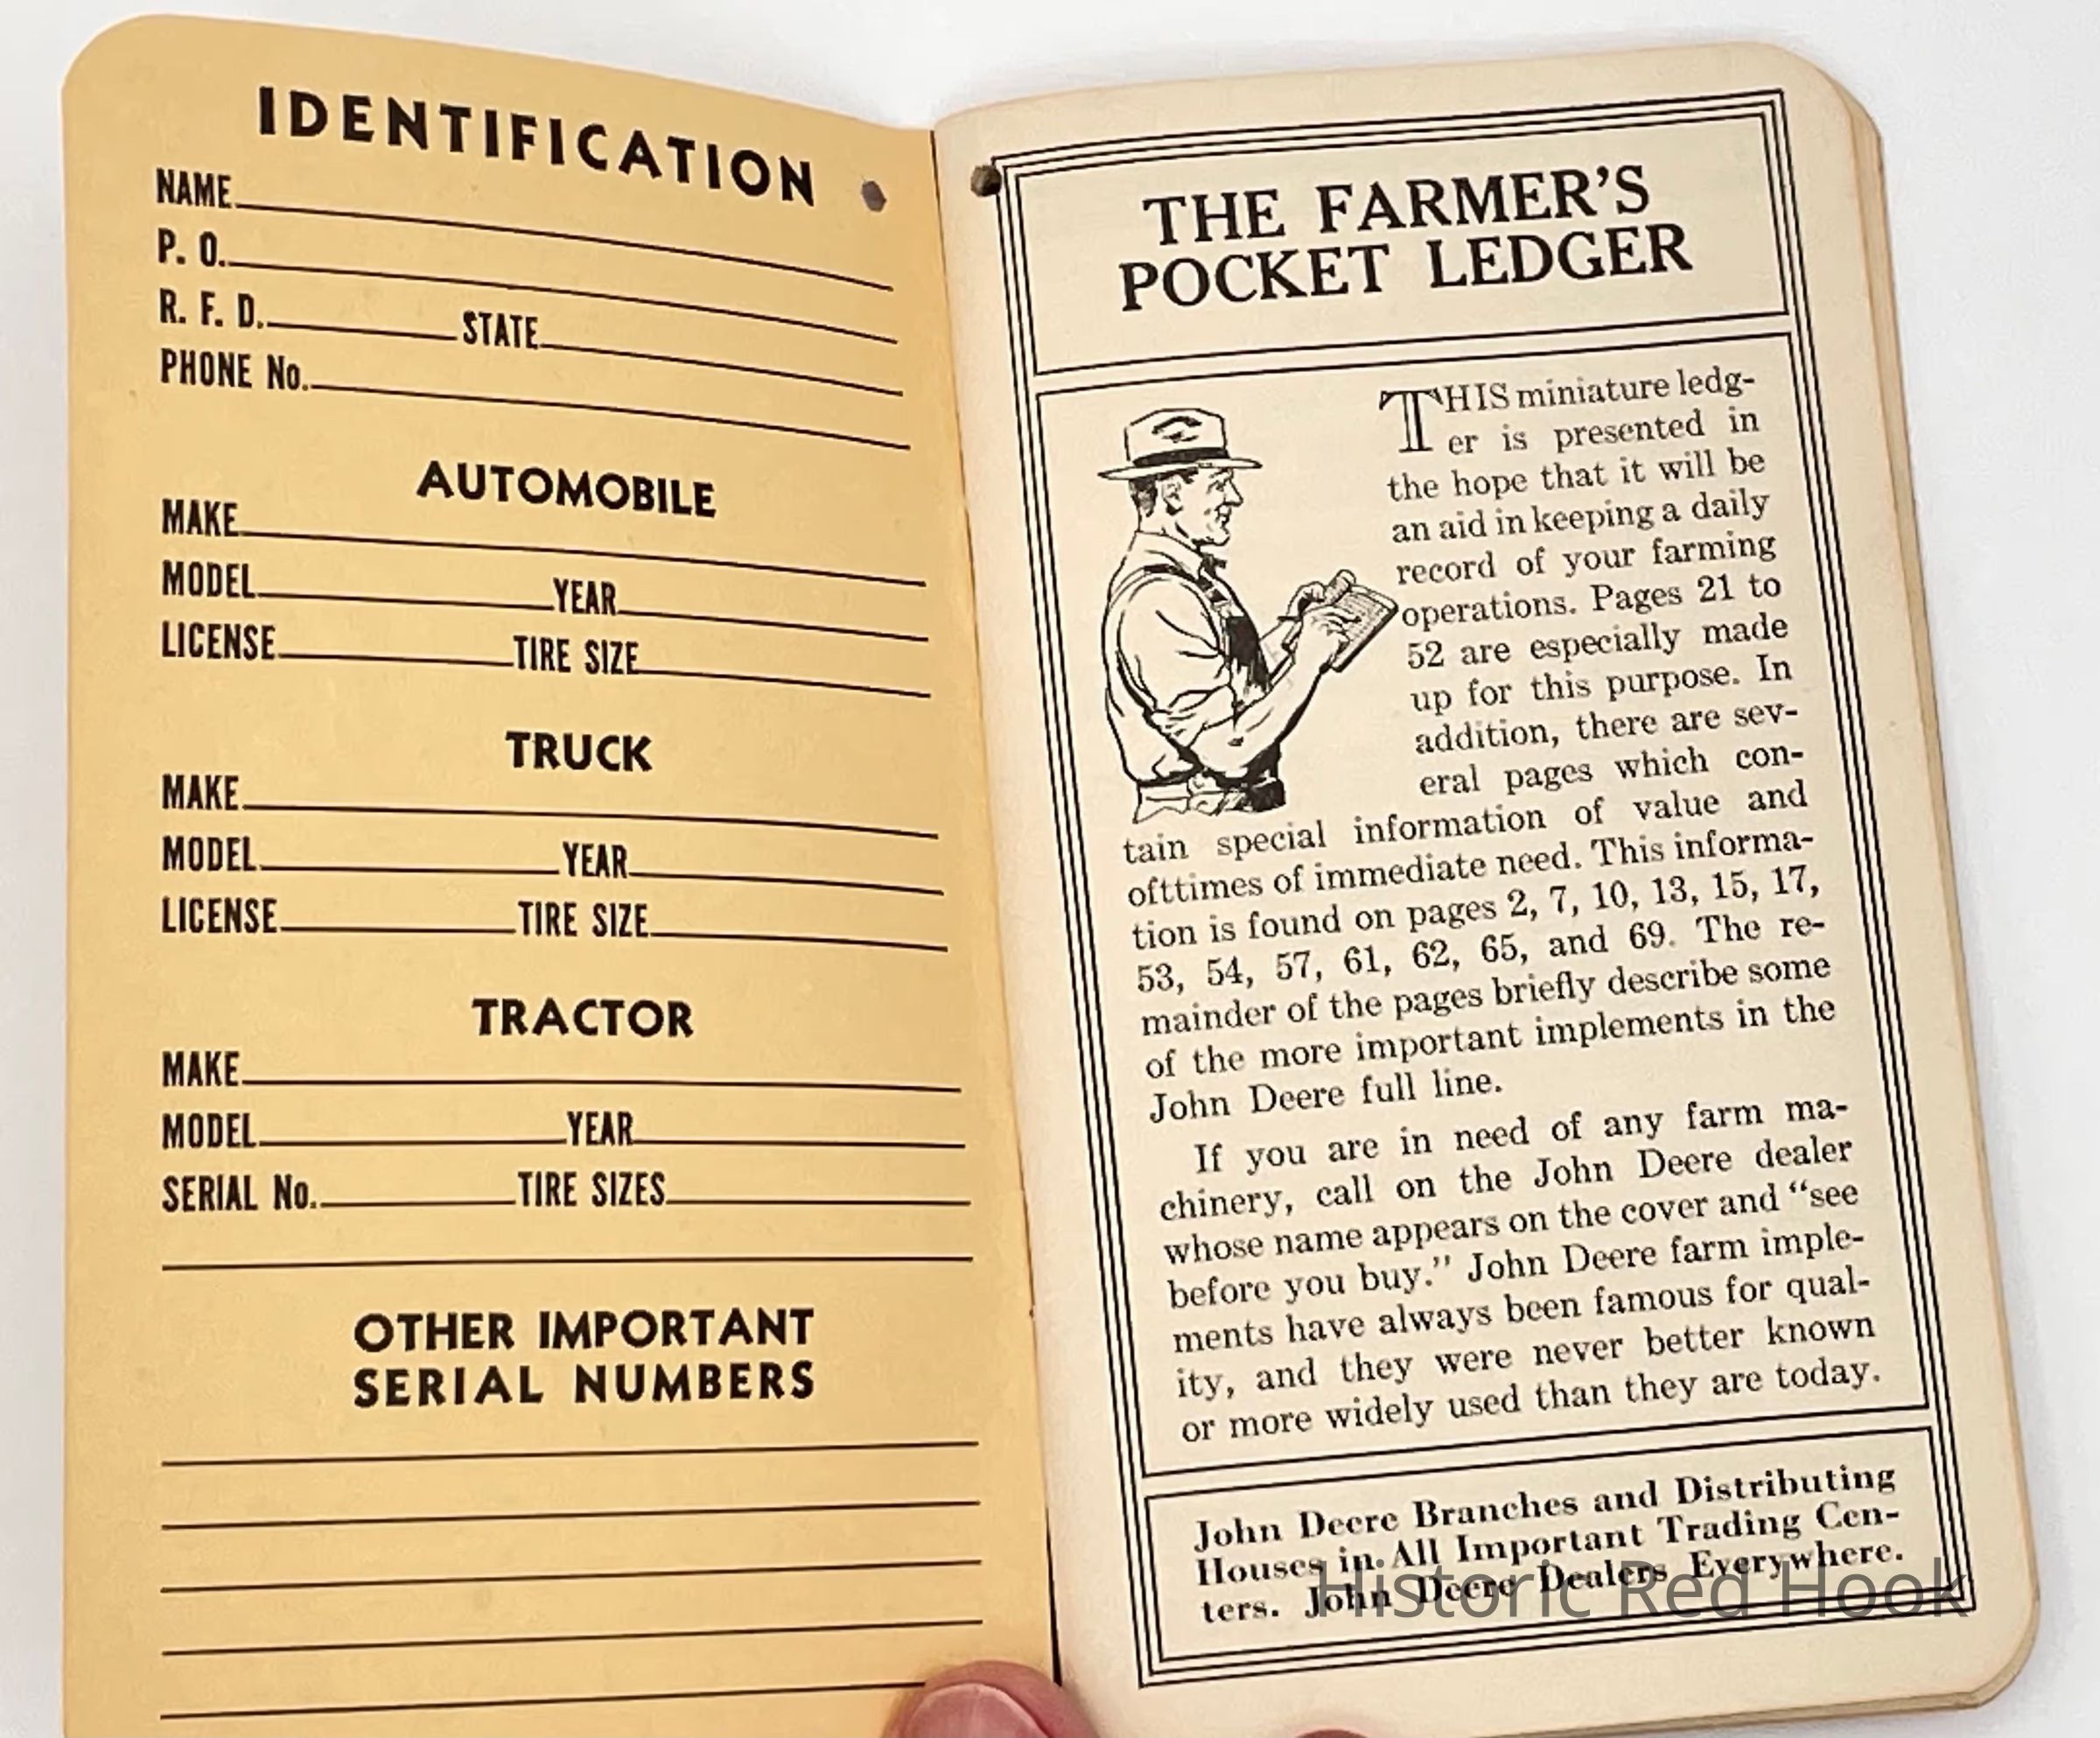 IDENTIFICATION
NAME
P. O.
R. F. D. STATE
PHONE No.
AUTOMOBILE
MAKE
MODEL YEAR
LICENSE TIRE SIZE
TRUCK
MAKE
MODEL YEAR
LICENSE TIRE SIZE
TRACTOR
MAKE
MODEL YEAR
SERIAL No. TIRE SIZES
OTHER IMPORTANT
SERIAL NUMBERS
THE FARMER'S
POCKET LEDGER
THIS miniature ledg-
er is presented in
the hope that it will be
an aid in keeping a daily
record of your farming
operations. Pages 21 to
52 are especially made
up for this purpose. In
addition, there are sev-
eral pages which con-
tain special information of value and
ofttimes of immediate need. This informa-
tion is found on pages 2, 7, 10, 13, 15, 17,
53, 54, 57, 61, 62, 65, and 69. The re-
mainder of the pages briefly describe some
of the more important implements in the
John Deere full line.
If you are in need of any farm ma-
chinery, call on the John Deere dealer
whose name appears on the cover and "see
before you buy." John Deere farm imple-
ments have always been famous for qual-
ity, and they were never better known
or more widely used than they are today.
John Deere Branches and Distributing
Houses in All Important Trading Cen-
ters. John Deere Dealers Everywhere.
Historic Red Hook